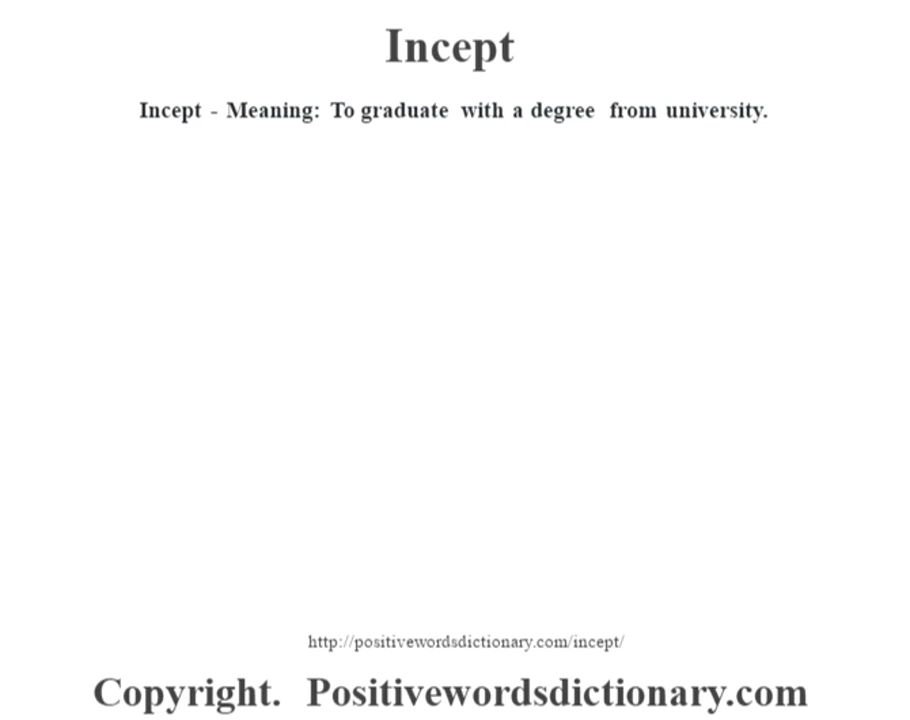 Incept
Incept - Meaning: To graduate with a degree from university.
http://positivewordsdictionary.com/incept/
Copyright. Positivewordsdictionary.com